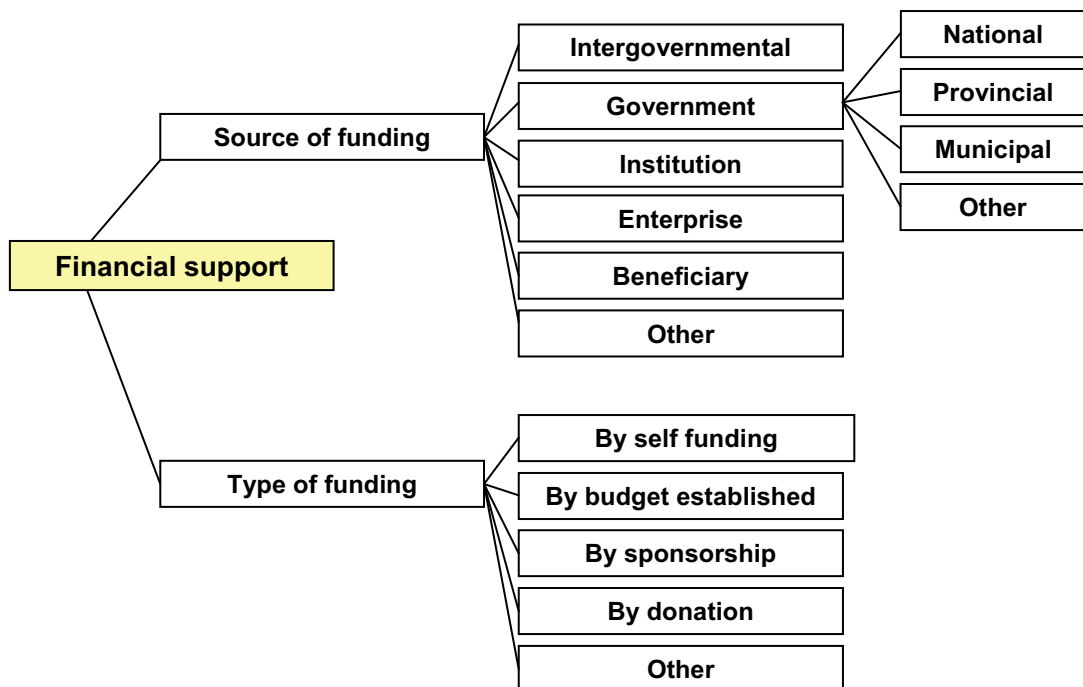 Financial support
Source of funding
Intergovernmental
Government
National
Provincial
Municipal
Other
Institution
Enterprise
Beneficiary
Other
Type of funding
By self funding
By budget established
By sponsorship
By donation
Other